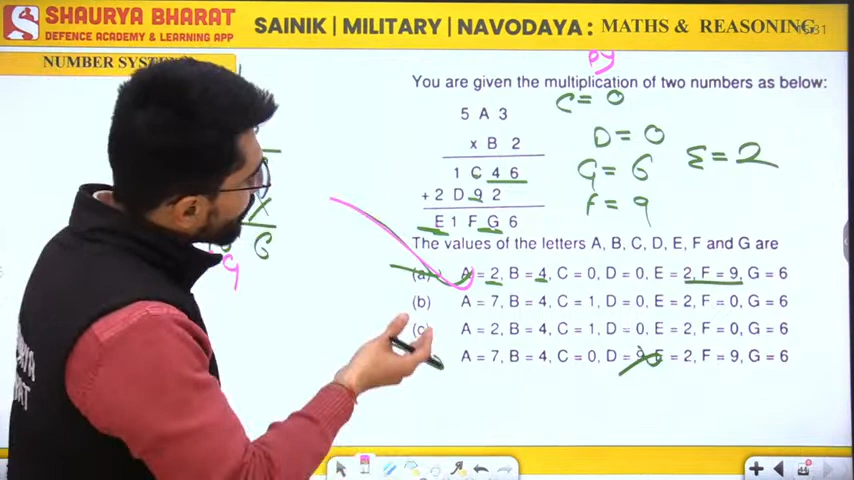 SHAURYA BHARAT
DEFENCE ACADEMY & LEARNING APP
SAINIK | MILITARY | NAVODAYA : MATHS & REASONING
NUMBER SYS
py
You are given the multiplication of two numbers as below:
5 A 3
x B 2
1 C 4 6
+ 2 D 9 2
E 1 F G 6
C = 0
D = 0
G = 6
F = 9
E = 2
The values of the letters A, B, C, D, E, F and G are
(a) A = 2, B = 4, C = 0, D = 0, E = 2, F = 9, G = 6
(b) A = 7, B = 4, C = 1, D = 0, E = 2, F = 0, G = 6
(c) A = 2, B = 4, C = 1, D = 0, E = 2, F = 0, G = 6
A = 7, B = 4, C = 0, D = 9, E = 2, F = 9, G = 6